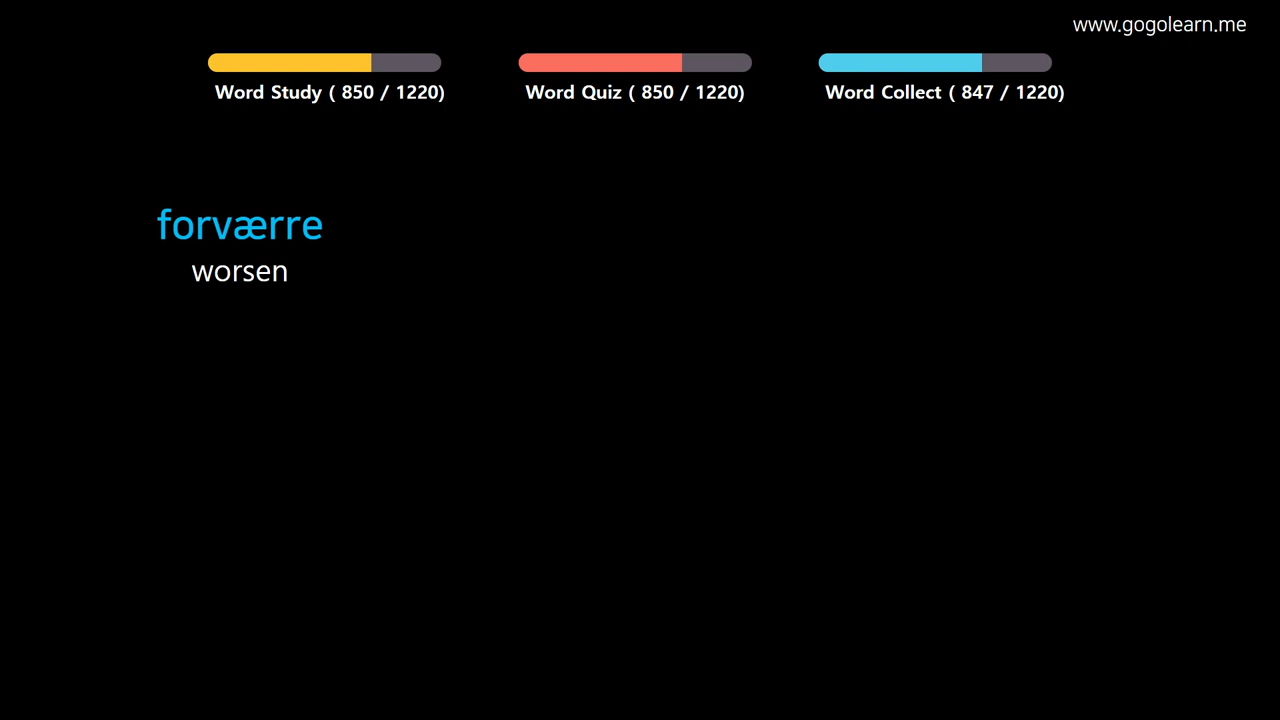 www.gogolearn.me
Word Study ( 850 / 1220)
Word Quiz ( 850 / 1220)
Word Collect ( 847 / 1220)
forværre
worsen